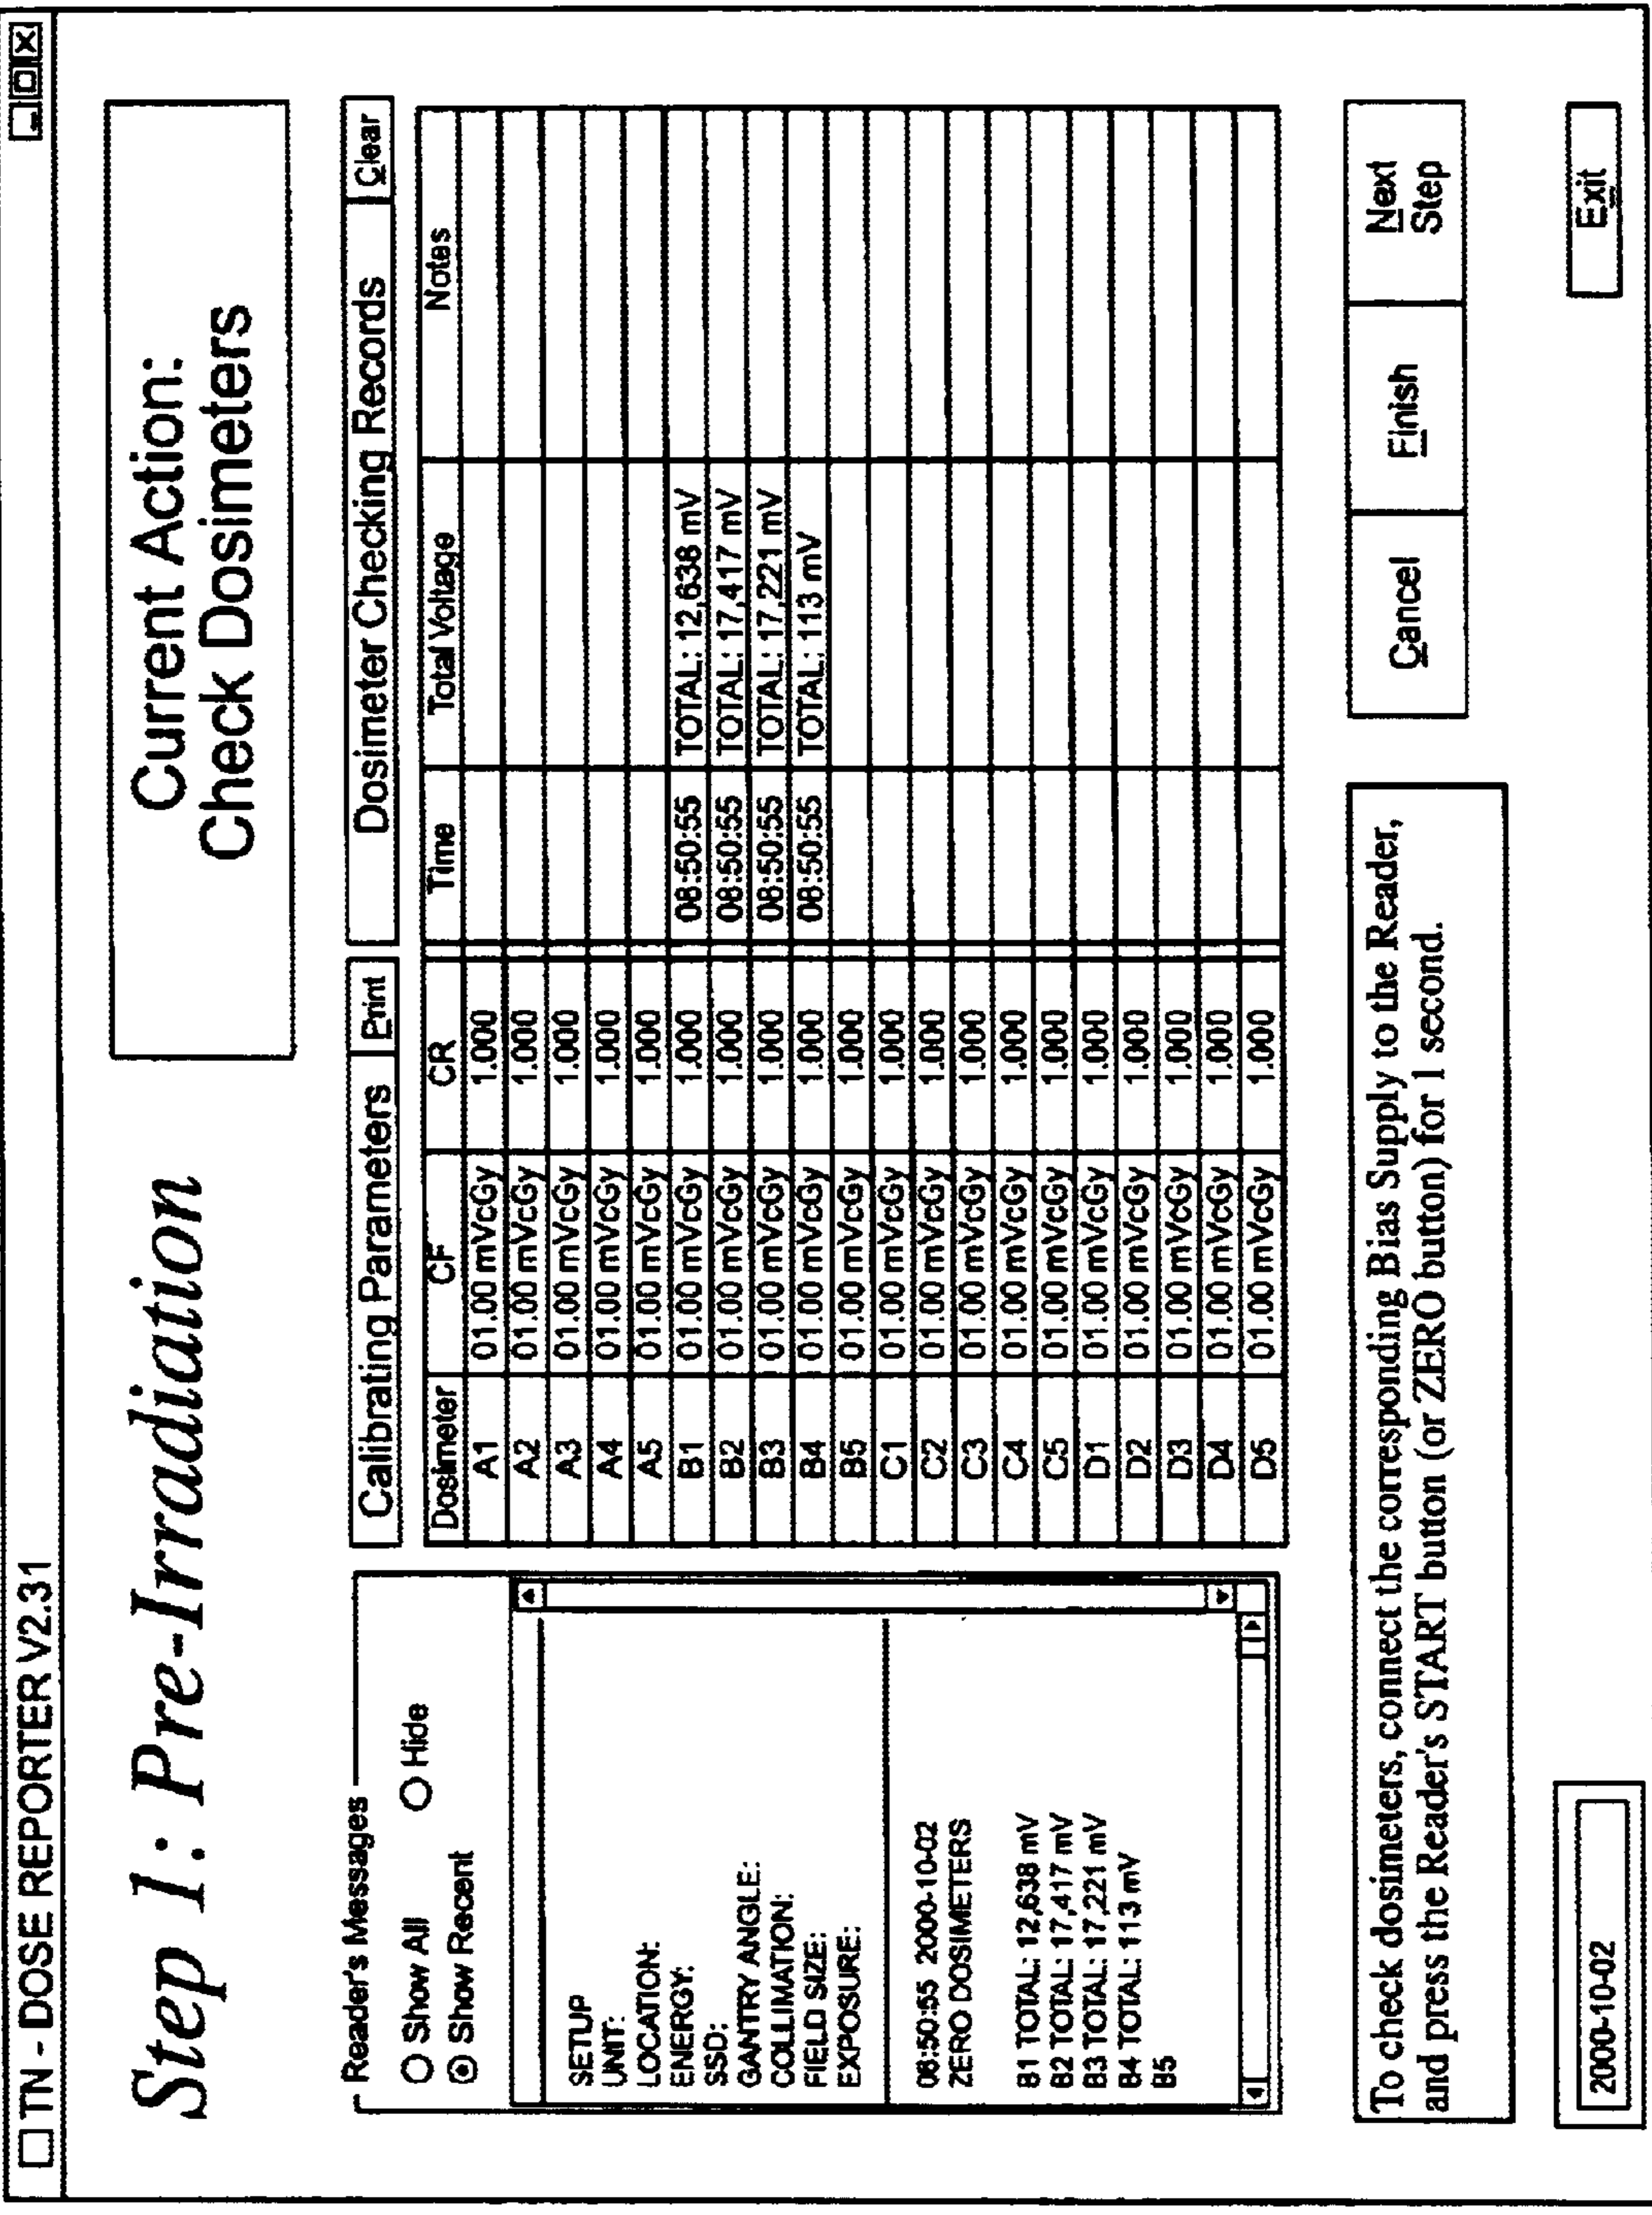 TN - DOSE REPORTER V2.31
Step 1: Pre-Irradiation
Current Action:
Check Dosimeters
Reader's Messages
Show All Hide
Show Recent
SETUP
UNIT:
LOCATION:
ENERGY:
SSD:
GANTRY ANGLE:
COLLIMATION:
FIELD SIZE:
EXPOSURE:
08:50:55 2000-10-02
ZERO DOSIMETERS
B1 TOTAL: 12,638 mV
B2 TOTAL: 17,417 mV
B3 TOTAL: 17,221 mV
B4 TOTAL: 113 mV
B5
Calibrating Parameters Print Dosimeter Checking Records Clear
Dosimeter CF CR Time Total Voltage Notes
A1 01.00 mVcGy 1.000
A2 01.00 mVcGy 1.000
A3 01.00 mVcGy 1.000
A4 01.00 mVcGy 1.000
A5 01.00 mVcGy 1.000
B1 01.00 mVcGy 1.000 08:50:55 TOTAL: 12,638 mV
B2 01.00 mVcGy 1.000 08:50:55 TOTAL: 17,417 mV
B3 01.00 mVcGy 1.000 08:50:55 TOTAL: 17,221 mV
B4 01.00 mVcGy 1.000 08:50:55 TOTAL: 113 mV
B5 01.00 mVcGy 1.000
C1 01.00 mVcGy 1.000
C2 01.00 mVcGy 1.000
C3 01.00 mVcGy 1.000
C4 01.00 mVcGy 1.000
C5 01.00 mVcGy 1.000
D1 01.00 mVcGy 1.000
D2 01.00 mVcGy 1.000
D3 01.00 mVcGy 1.000
D4 01.00 mVcGy 1.000
D5 01.00 mVcGy 1.000
To check dosimeters, connect the corresponding Bias Supply to the Reader,
and press the Reader's START button (or ZERO button) for 1 second.
Cancel Finish Next
Step
2000-10-02
Exit